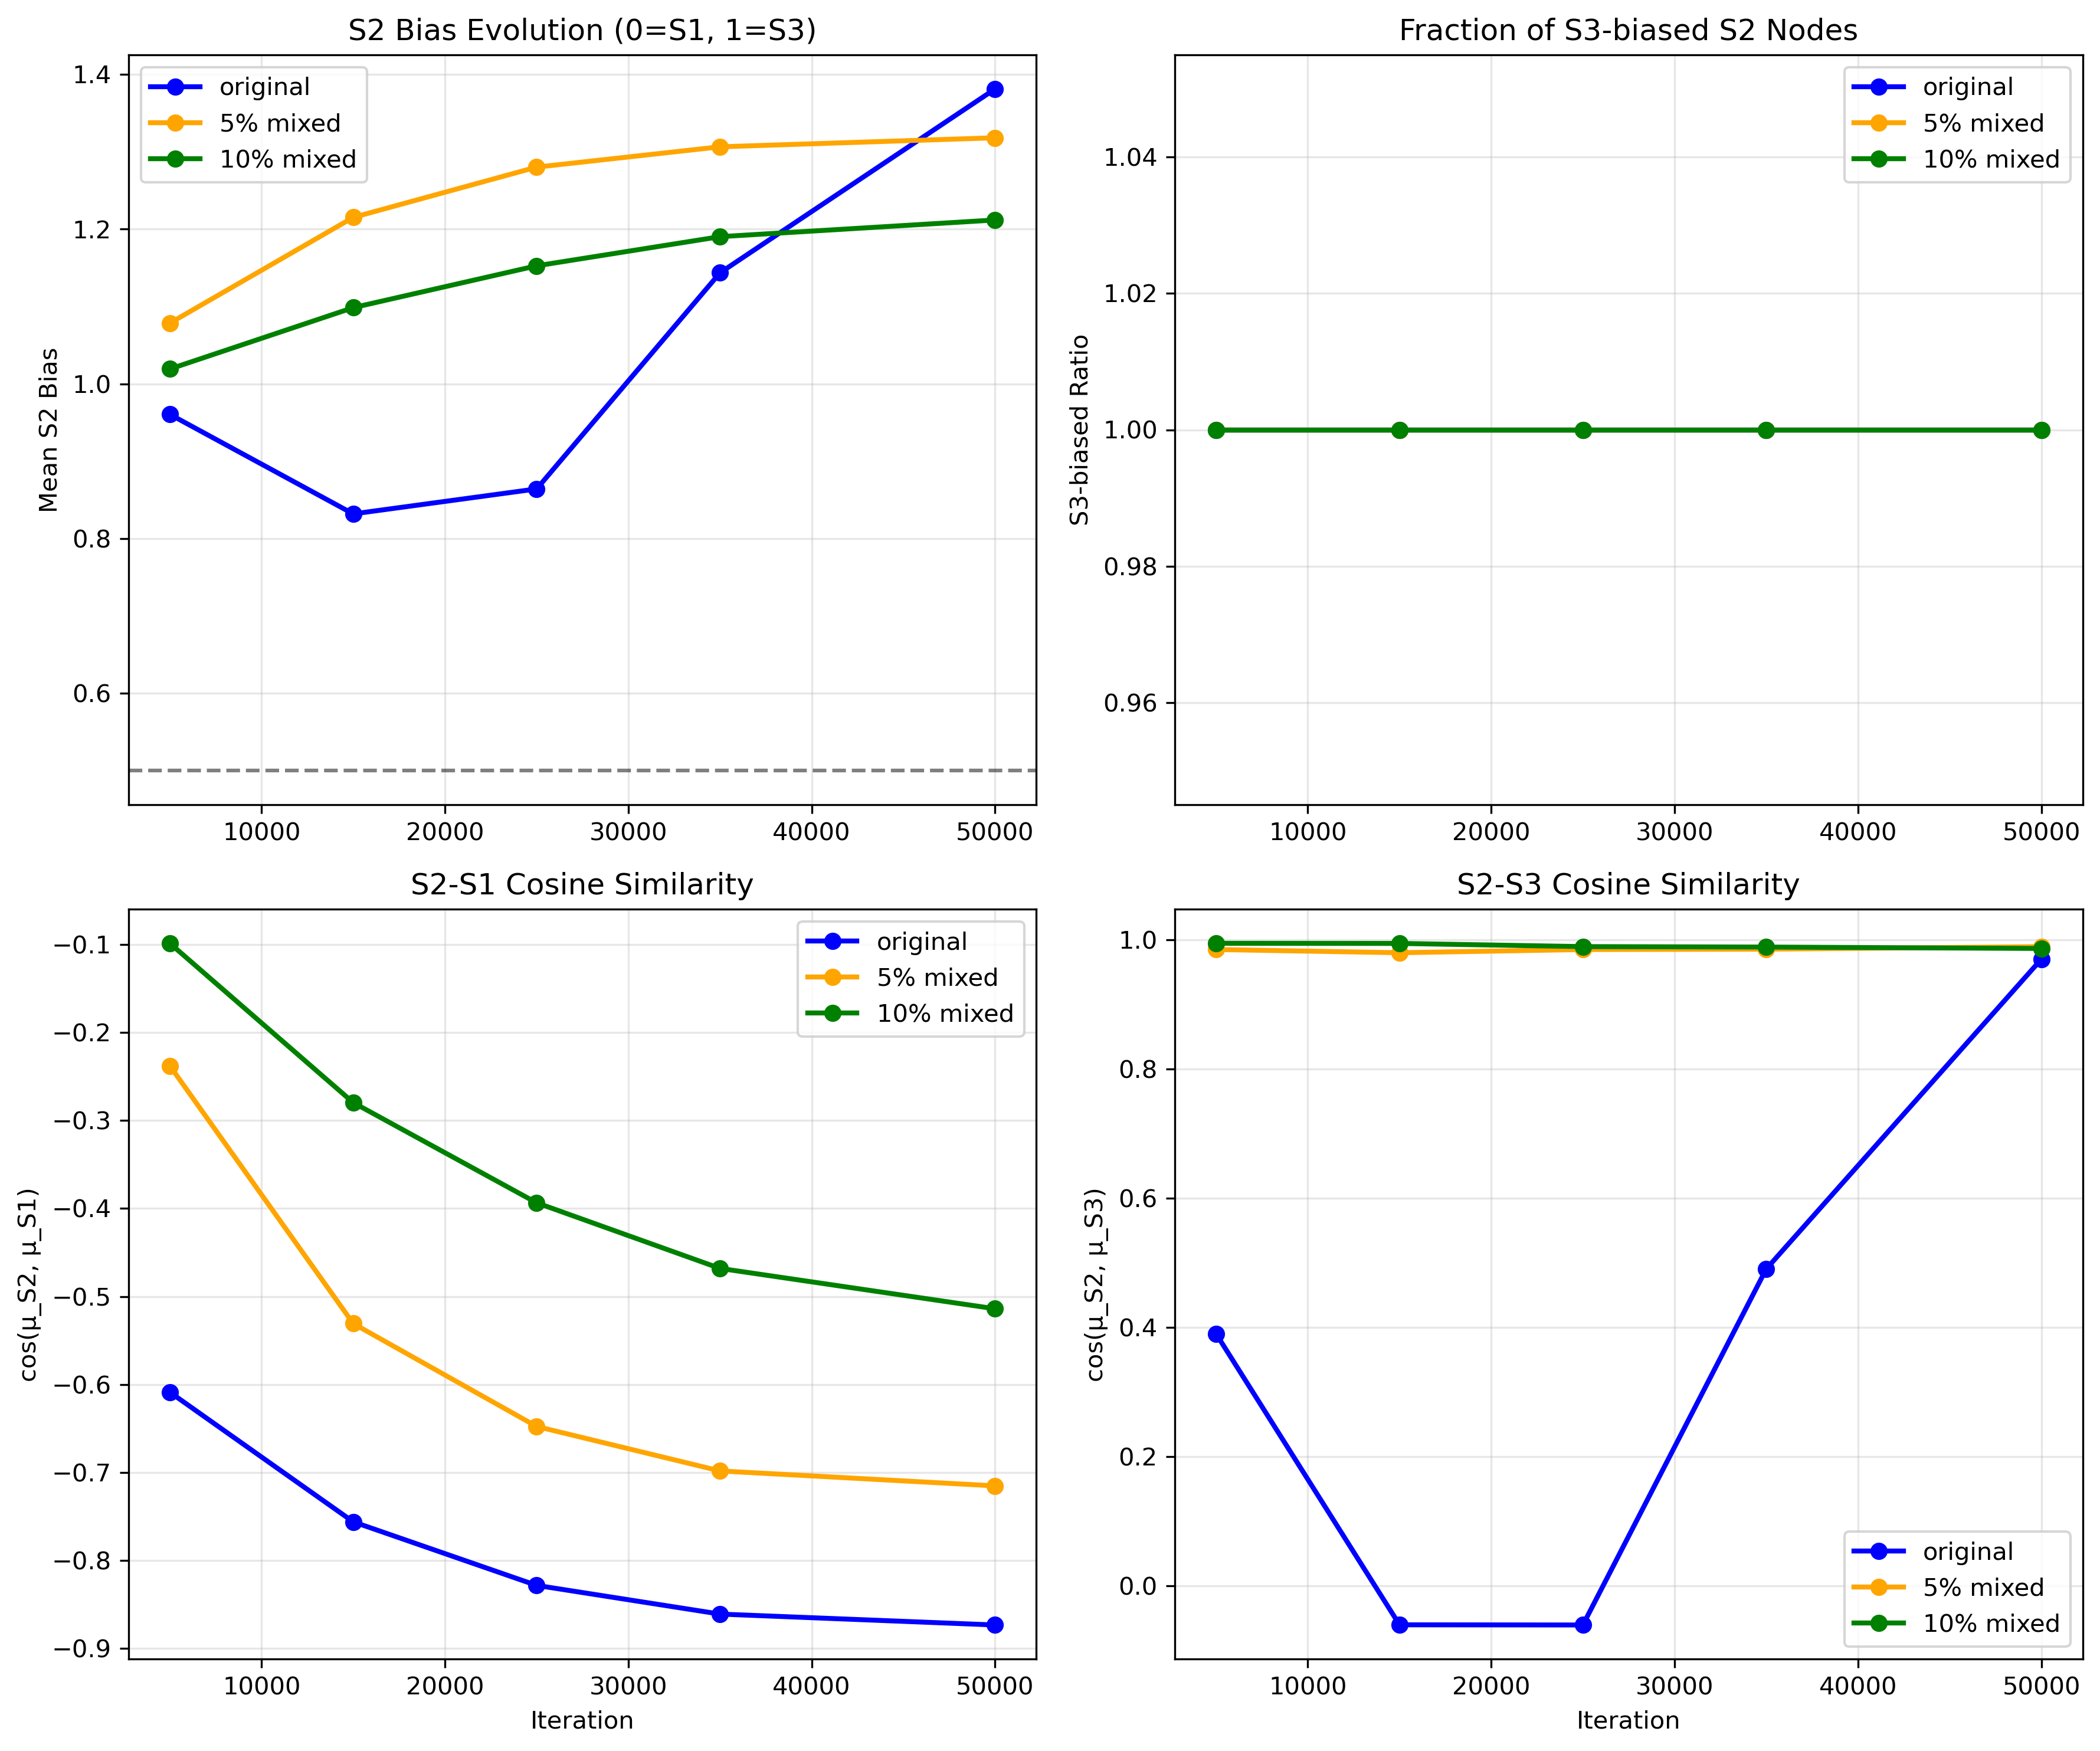 S2 Bias Evolution (0=S1, 1=S3)
Mean S2 Bias
1.4
1.2
1.0
0.8
0.6
original
5% mixed
10% mixed
10000 20000 30000 40000 50000
Fraction of S3-biased S2 Nodes
S3-biased Ratio
1.04
1.02
1.00
0.98
0.96
original
5% mixed
10% mixed
10000 20000 30000 40000 50000
S2-S1 Cosine Similarity
cos(μ_S2, μ_S1)
−0.1
−0.2
−0.3
−0.4
−0.5
−0.6
−0.7
−0.8
−0.9
original
5% mixed
10% mixed
10000 20000 30000 40000 50000
Iteration
S2-S3 Cosine Similarity
cos(μ_S2, μ_S3)
1.0
0.8
0.6
0.4
0.2
0.0
original
5% mixed
10% mixed
10000 20000 30000 40000 50000
Iteration